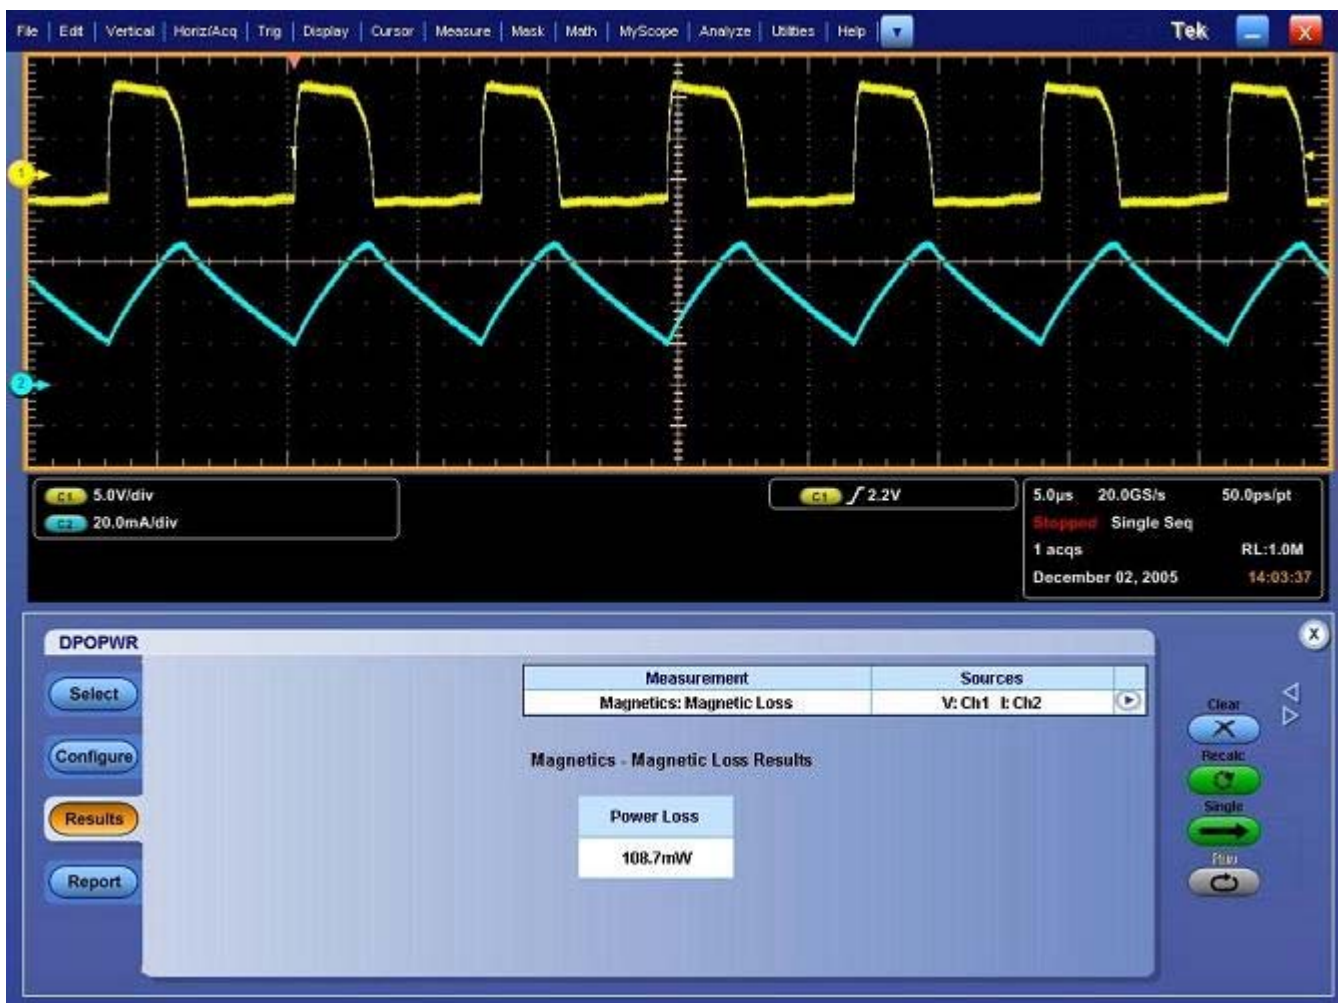 File Edit Vertical Horiz/Acq Trig Display Cursor Measure Mask Math MyScope Analyze Utilities Help Tek X
1
2
C1 5.0V/div
C2 20.0mA/div
C1 2.2V
5.0µs 20.0GS/s 50.0ps/pt
Stopped Single Seq
1 acqs RL:1.0M
December 02, 2005 14:03:37
DPOPWR
X
Select
Configure
Results
Report
Measurement Sources
Magnetics: Magnetic Loss V: Ch1 I: Ch2
Magnetics - Magnetic Loss Results
Power Loss
108.7mW
Clear
Recalc
Single
Run